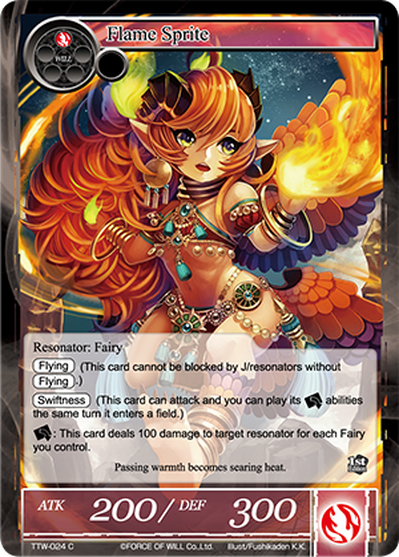 Flame Sprite
WILL
Resonator: Fairy
Flying (This card cannot be blocked by J/resonators without
Flying.)
Swiftness (This card can attack and you can play its abilities
the same turn it enters a field.)
: This card deals 100 damage to target resonator for each Fairy
you control.
Passing warmth becomes searing heat.
1st
Edition
ATK 200 / DEF 300
TTW-024 C ©FORCE OF WILL Co.,Ltd. Illust/Fushikaden K.K.